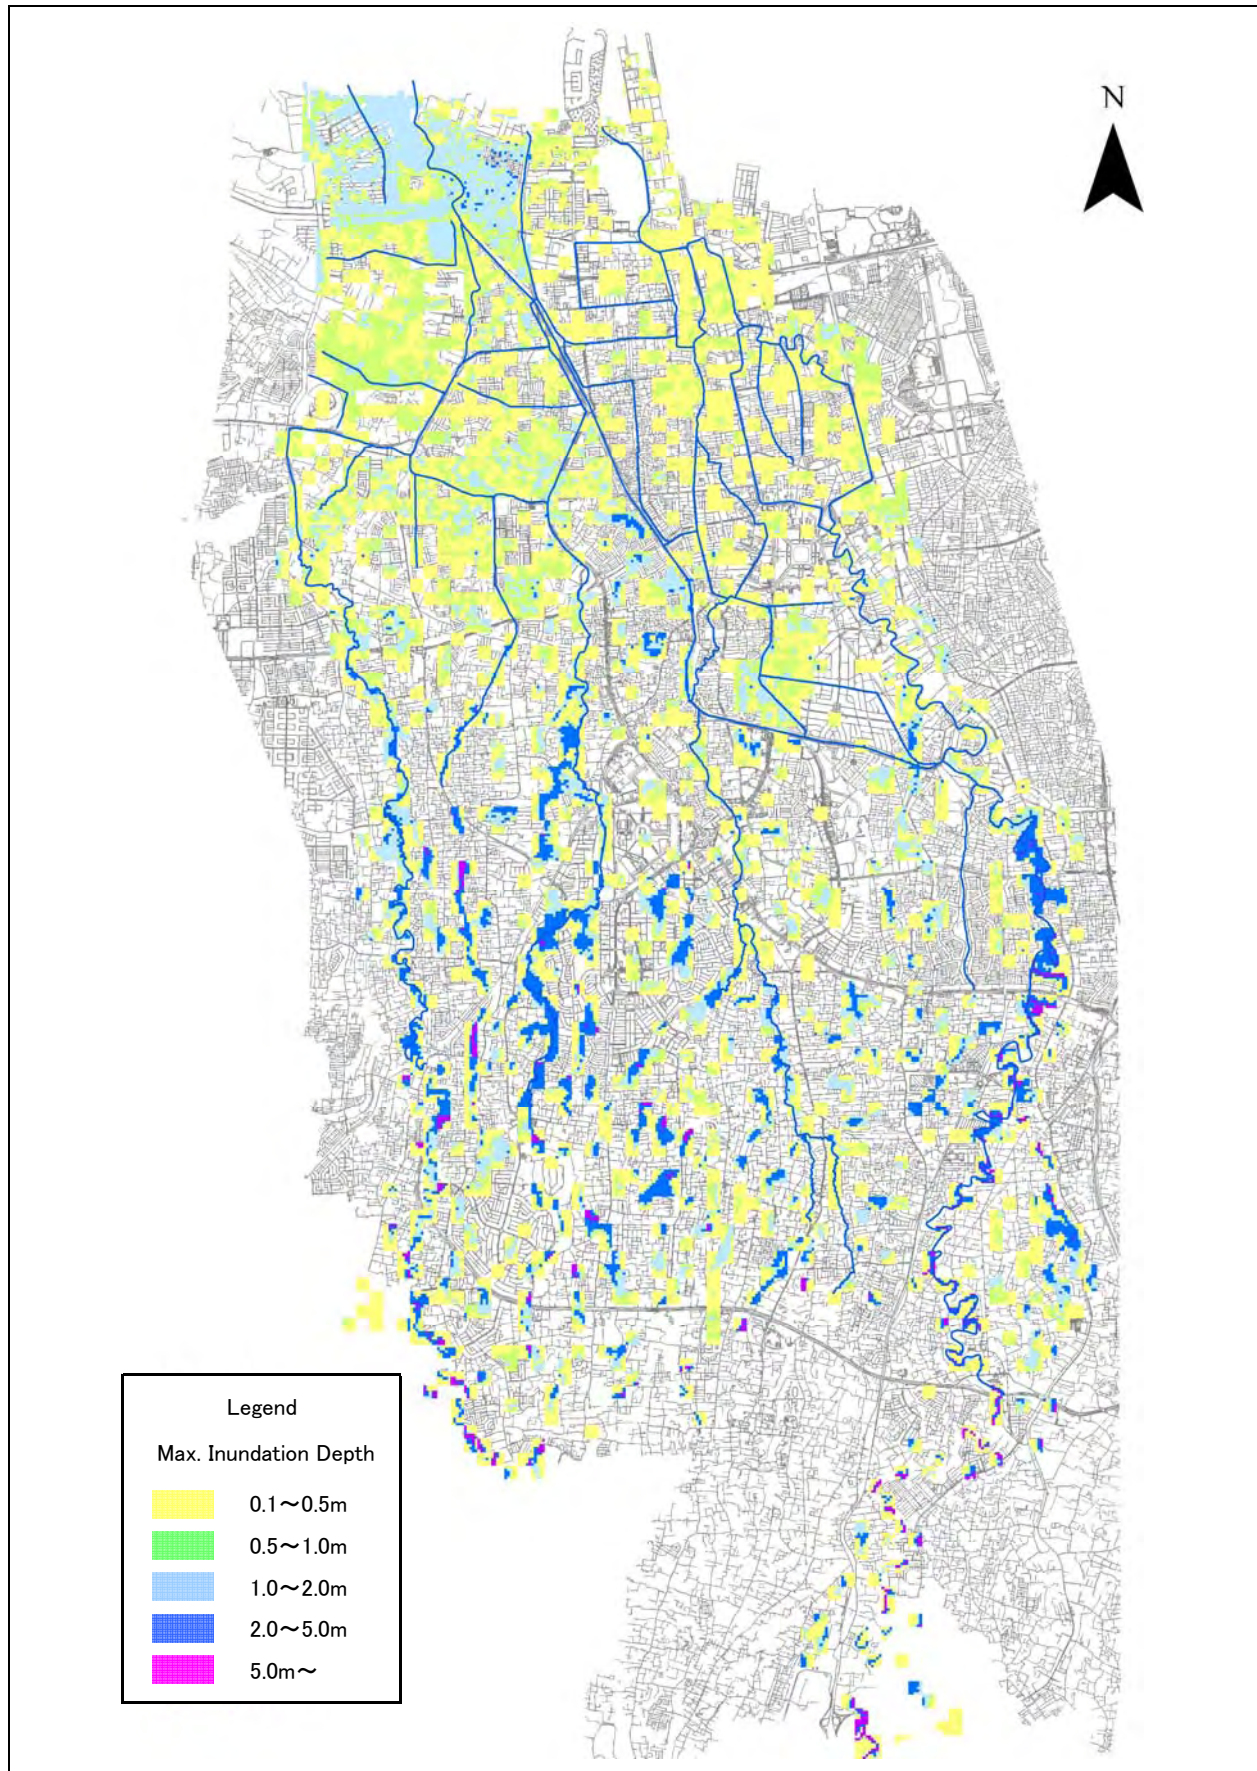 N
Legend
Max. Inundation Depth
0.1～0.5m
0.5～1.0m
1.0～2.0m
2.0～5.0m
5.0m～